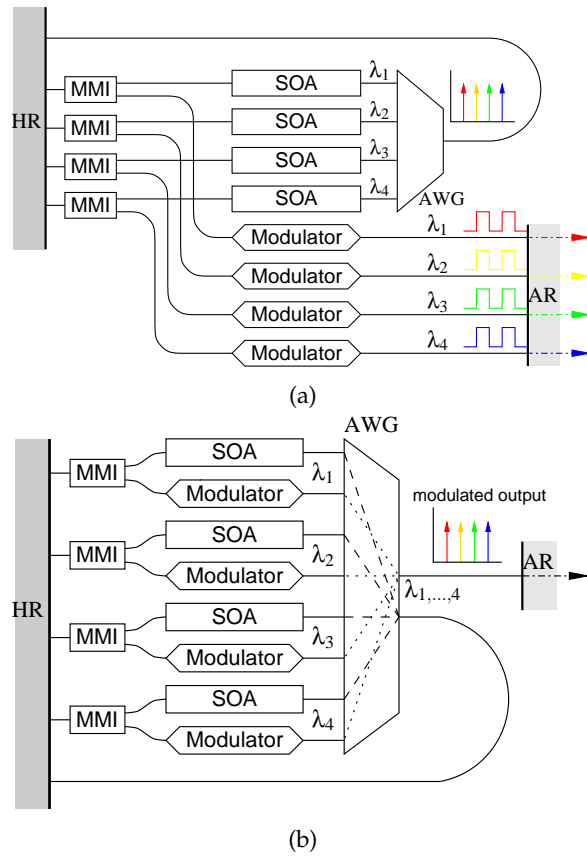 HR
MMI
SOA
λ1
MMI
SOA
λ2
MMI
SOA
λ3
MMI
SOA
λ4
AWG
Modulator
λ1
Modulator
λ2
Modulator
λ3
Modulator
λ4
AR
(a)
AWG
HR
MMI
SOA
λ1
Modulator
MMI
SOA
λ2
Modulator
MMI
SOA
λ3
Modulator
MMI
SOA
λ4
Modulator
modulated output
λ1,...,4
AR
(b)